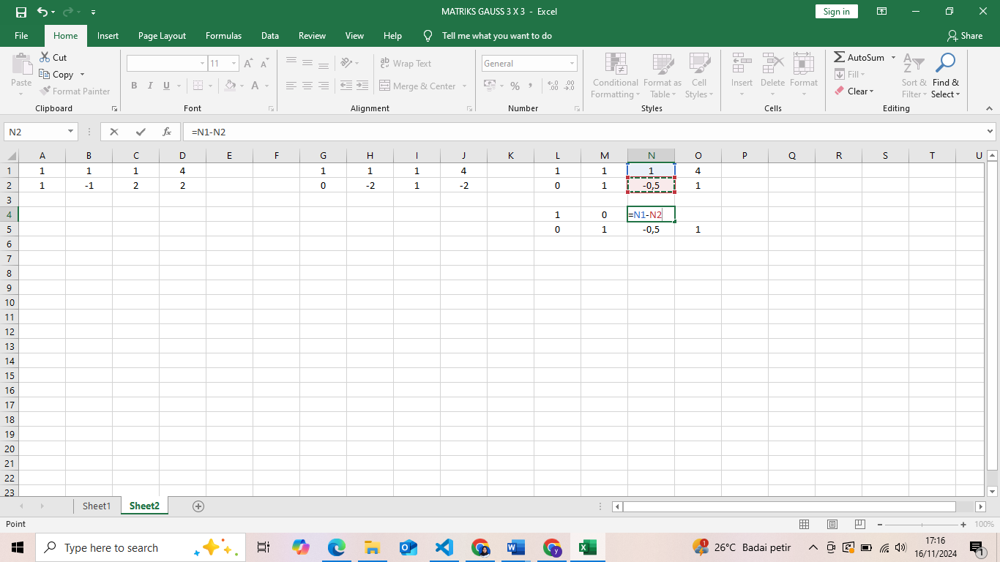 MATRIKS GAUSS 3 X 3 - Excel
Sign in
File Home Insert Page Layout Formulas Data Review View Help Tell me what you want to do Share
Paste
Cut
Copy
Format Painter
Clipboard
11
B I U
Font
Wrap Text
Merge & Center
Alignment
General
Number
Conditional Formatting
Format as Table
Cell Styles
Styles
Insert Delete Format
Cells
AutoSum
Fill
Clear
Sort & Filter
Find & Select
Editing
N2 fx =N1-N2
A B C D E F G H I J K L M N O P Q R S T U
1 1 1 1 4 1 1 1 4 1 1 1 4
2 1 -1 2 2 0 -2 1 -2 0 1 -0,5 1
3
4 1 0 =N1-N2
5 0 1 -0,5 1
6
7
8
9
10
11
12
13
14
15
16
17
18
19
20
21
22
23
Sheet1 Sheet2
Point 100%
Type here to search
26°C Badai petir
17:16
16/11/2024
1